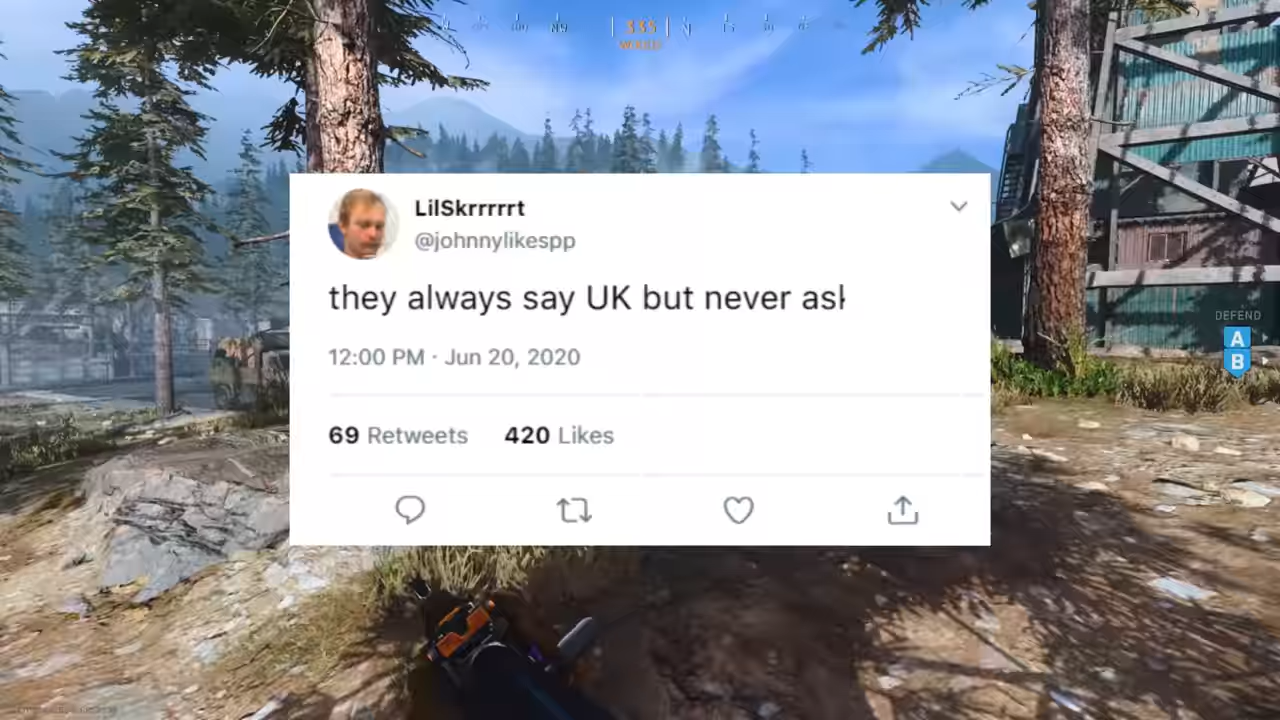 335
DEFEND
A
B
LilSkrrrrrt
@johnnylikespp
they always say UK but never
12:00 PM · Jun 20, 2020
69 Retweets 420 Likes